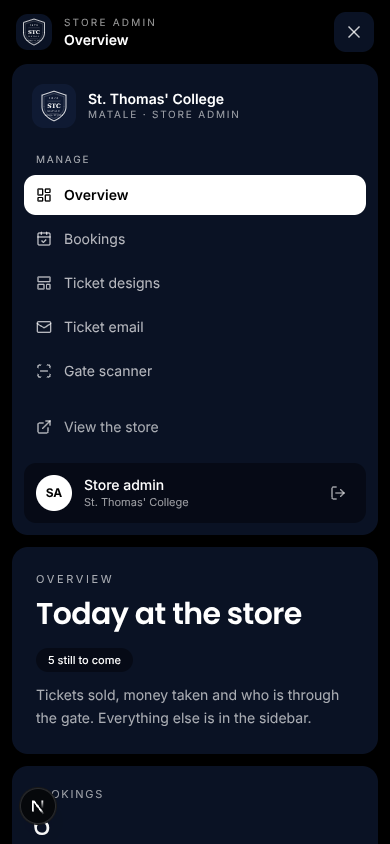 STORE ADMIN
Overview
STC
St. Thomas' College
MATALE · STORE ADMIN
STC
MANAGE
Overview
Bookings
Ticket designs
Ticket email
Gate scanner
View the store
SA
Store admin
St. Thomas' College
OVERVIEW
Today at the store
5 still to come
Tickets sold, money taken and who is through
the gate. Everything else is in the sidebar.
OKINGS
N